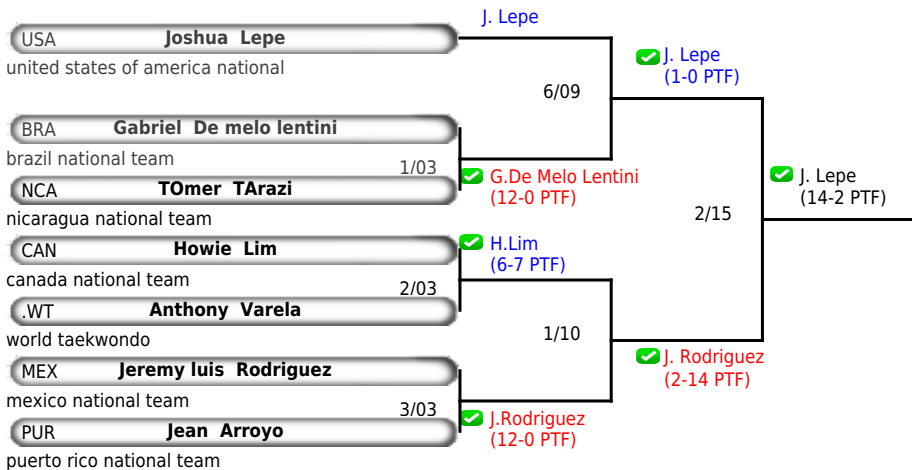 J. Lepe
USA Joshua Lepe
united states of america national
J. Lepe
(1-0 PTF)
6/09
BRA Gabriel De melo lentini
brazil national team
1/03
G.De Melo Lentini
(12-0 PTF)
NCA TOmer TArazi
nicaragua national team
J. Lepe
(14-2 PTF)
2/15
CAN Howie Lim
canada national team
H.Lim
(6-7 PTF)
2/03
.WT Anthony Varela
world taekwondo
1/10
MEX Jeremy luis Rodriguez
mexico national team
J. Rodriguez
(2-14 PTF)
3/03
J.Rodriguez
(12-0 PTF)
PUR Jean Arroyo
puerto rico national team